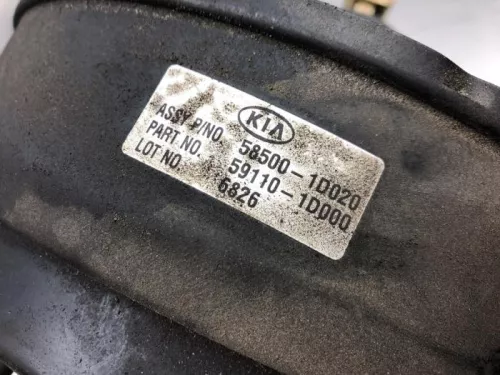 KIA
ASSY P/NO. 58500-1D020
PART NO. 59110-1D000
LOT NO 6826